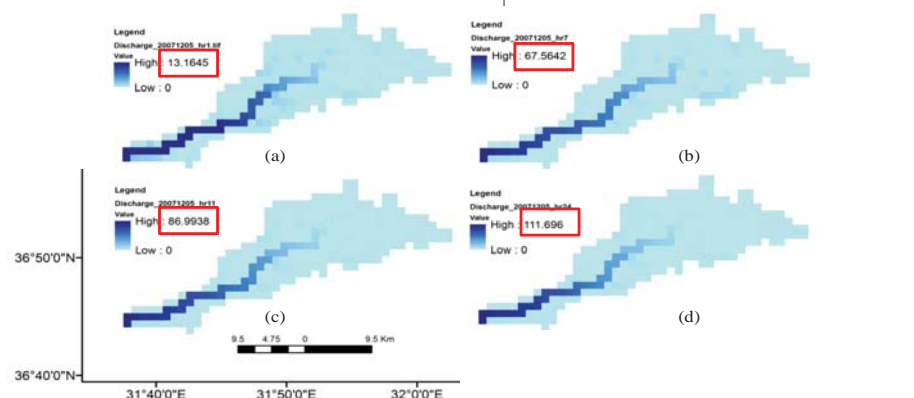 Legend
Discharge_20071205_hr1.tif
Value
High : 13.1645
Low : 0
(a)
Legend
Discharge_20071205_hr7
Value
High : 67.5642
Low : 0
(b)
Legend
Discharge_20071205_hr11
Value
High : 86.9938
Low : 0
(c)
Legend
Discharge_20071205_hr24
Value
High : 111.696
Low : 0
(d)
36°50'0"N
36°40'0"N
9.5 4.75 0 9.5 Km
31°40'0"E 31°50'0"E 32°0'0"E